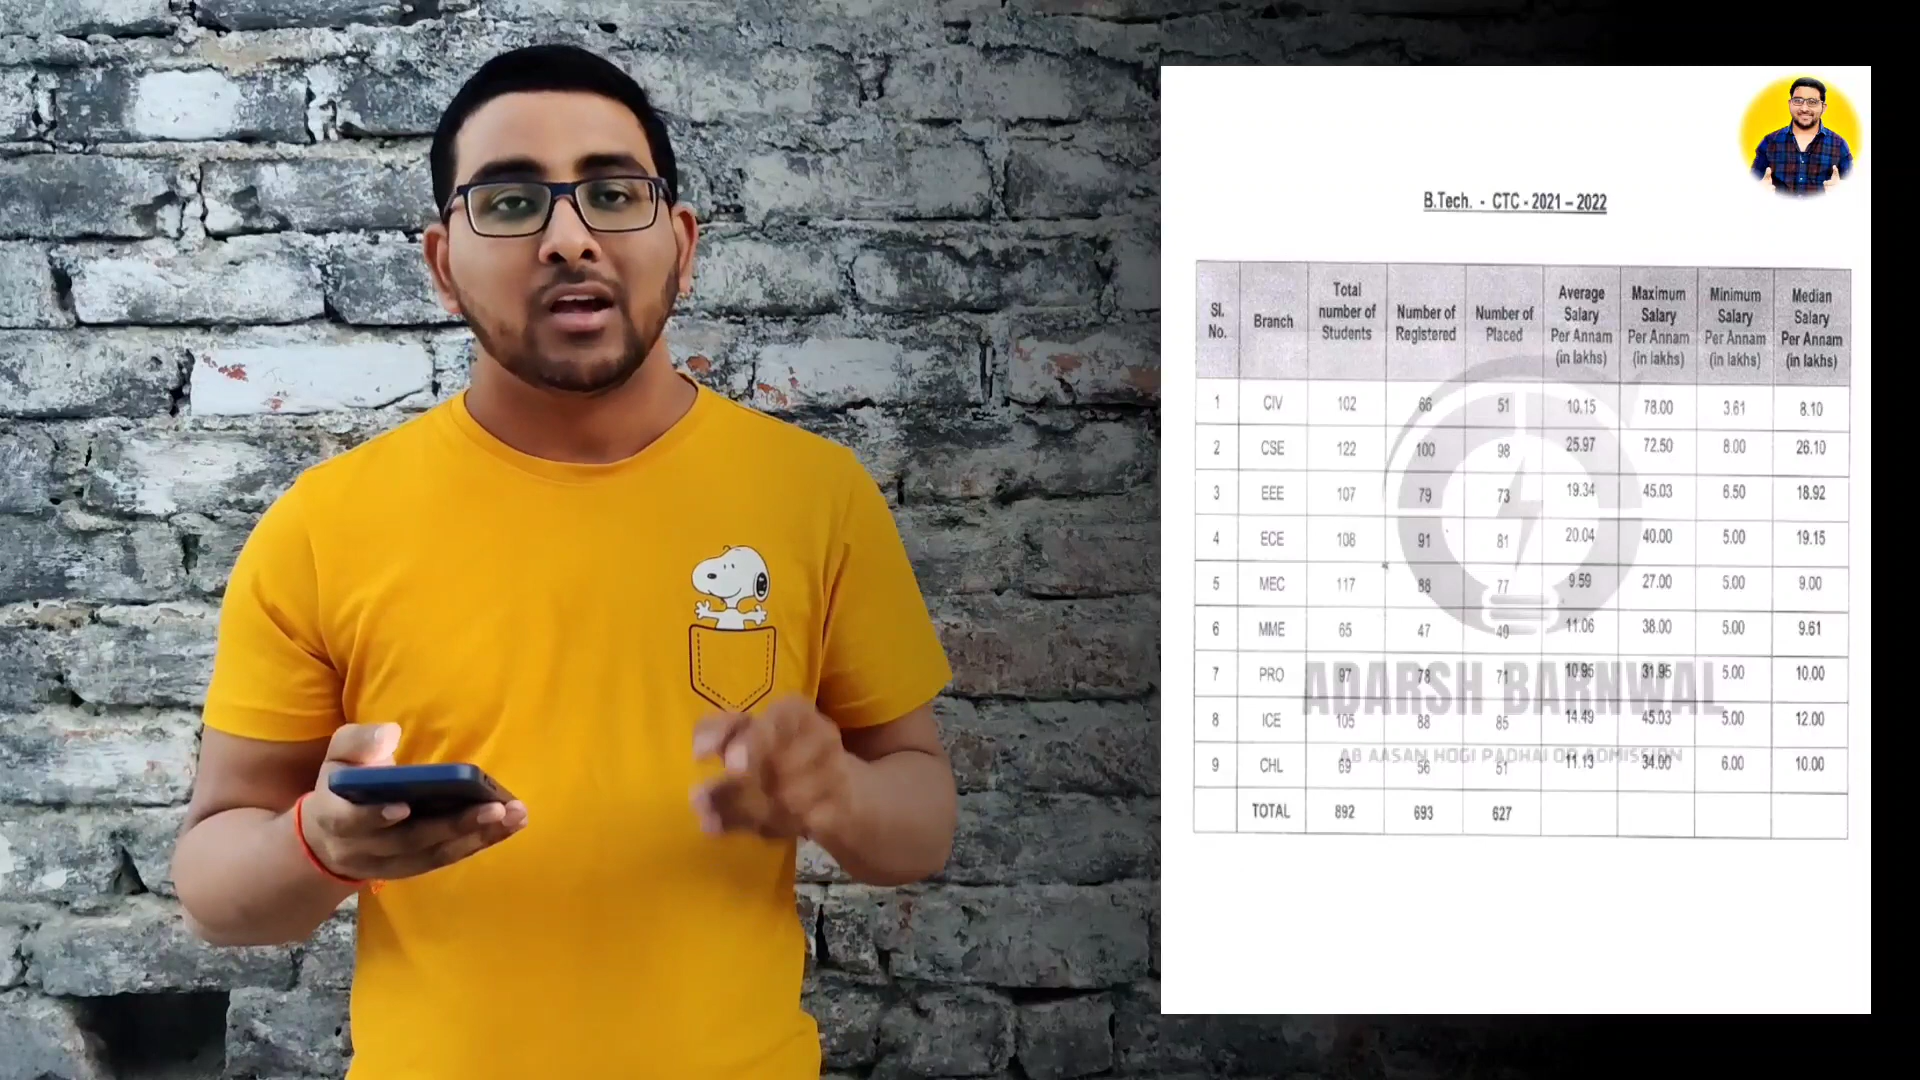 B.Tech. - CTC - 2021 – 2022
Sl. No. Branch Total number of Students Number of Registered Number of Placed Average Salary Per Annam (in lakhs) Maximum Salary Per Annam (in lakhs) Minimum Salary Per Annam (in lakhs) Median Salary Per Annam (in lakhs)
1 CIV 102 66 51 10.15 78.00 3.61 8.10
2 CSE 122 100 98 25.97 72.50 8.00 26.10
3 EEE 107 79 73 19.34 45.03 6.50 18.92
4 ECE 108 91 81 20.04 40.00 5.00 19.15
5 MEC 117 88 77 9.59 27.00 5.00 9.00
6 MME 65 47 40 11.06 38.00 5.00 9.61
7 PRO 97 78 71 10.95 31.95 5.00 10.00
ADARSH BARNWAL
8 ICE 105 88 85 14.49 45.03 5.00 12.00
AB AASAN HOGI PADHAI OR ADMISSION
9 CHL 69 56 51 11.13 34.00 6.00 10.00
TOTAL 892 693 627